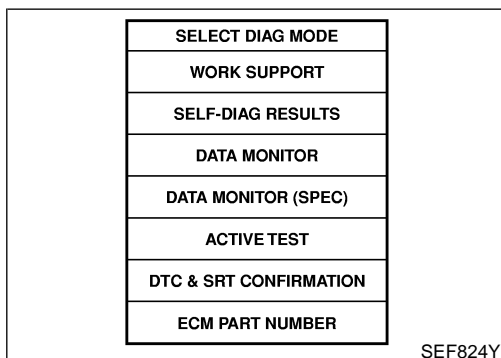 SELECT DIAG MODE
WORK SUPPORT
SELF-DIAG RESULTS
DATA MONITOR
DATA MONITOR (SPEC)
ACTIVE TEST
DTC & SRT CONFIRMATION
ECM PART NUMBER
SEF824Y